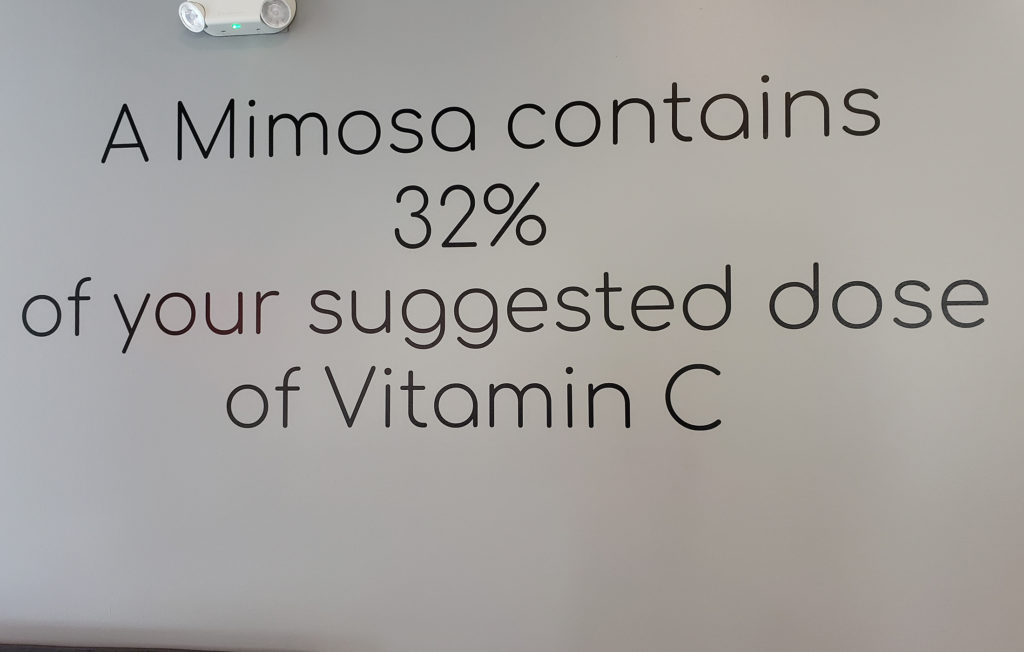 A Mimosa contains
32%
of your suggested dose
of Vitamin C